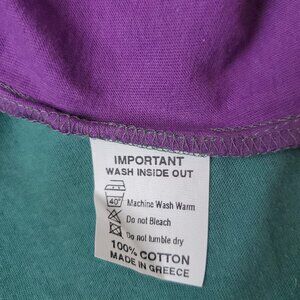 IMPORTANT
WASH INSIDE OUT
40° Machine Wash Warm
Do not Bleach
Do not tumble dry
100% COTTON
MADE IN GREECE